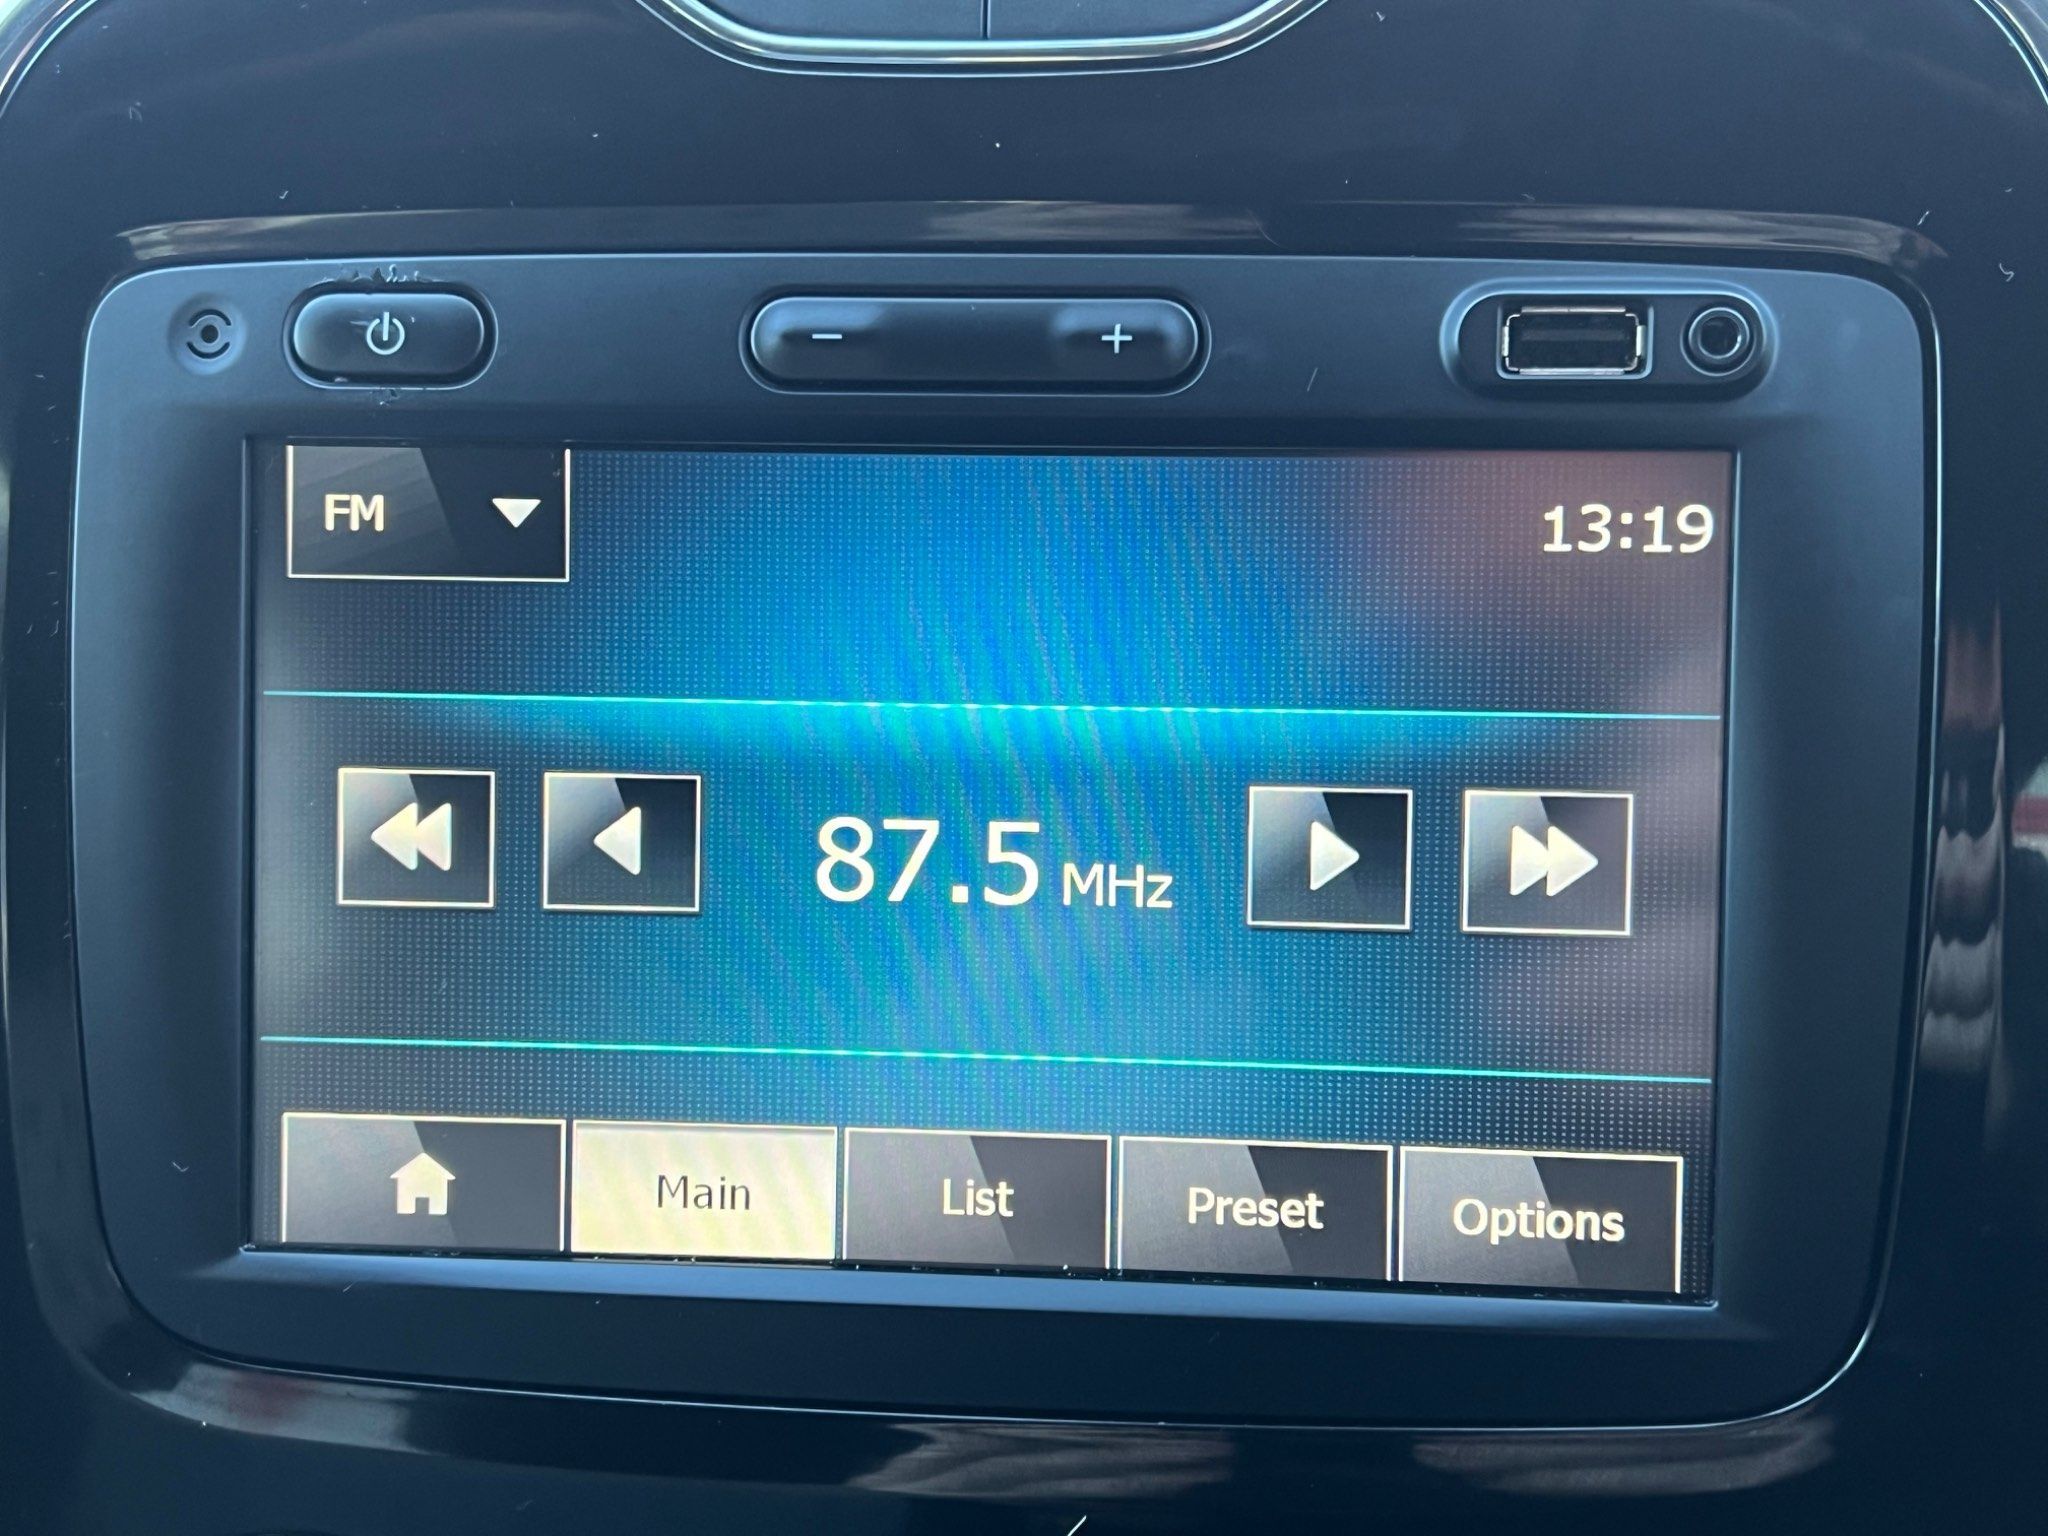 FM
13:19
87.5 MHz
Main
List
Preset
Options